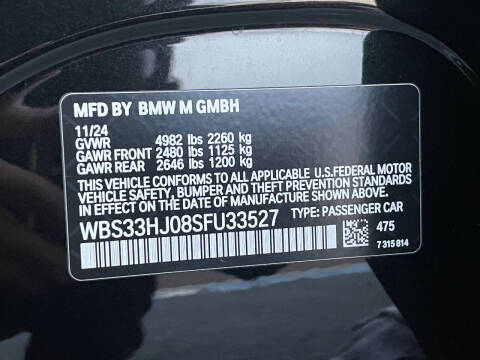 MFD BY BMW M GMBH
11/24
GVWR 4982 lbs 2260 kg
GAWR FRONT 2480 lbs 1125 kg
GAWR REAR 2646 lbs 1200 kg
THIS VEHICLE CONFORMS TO ALL APPLICABLE U.S.FEDERAL MOTOR
VEHICLE SAFETY, BUMPER AND THEFT PREVENTION STANDARDS
IN EFFECT ON THE DATE OF MANUFACTURE SHOWN ABOVE.
WBS33HJ08SFU33527 TYPE: PASSENGER CAR
475
7 315 814